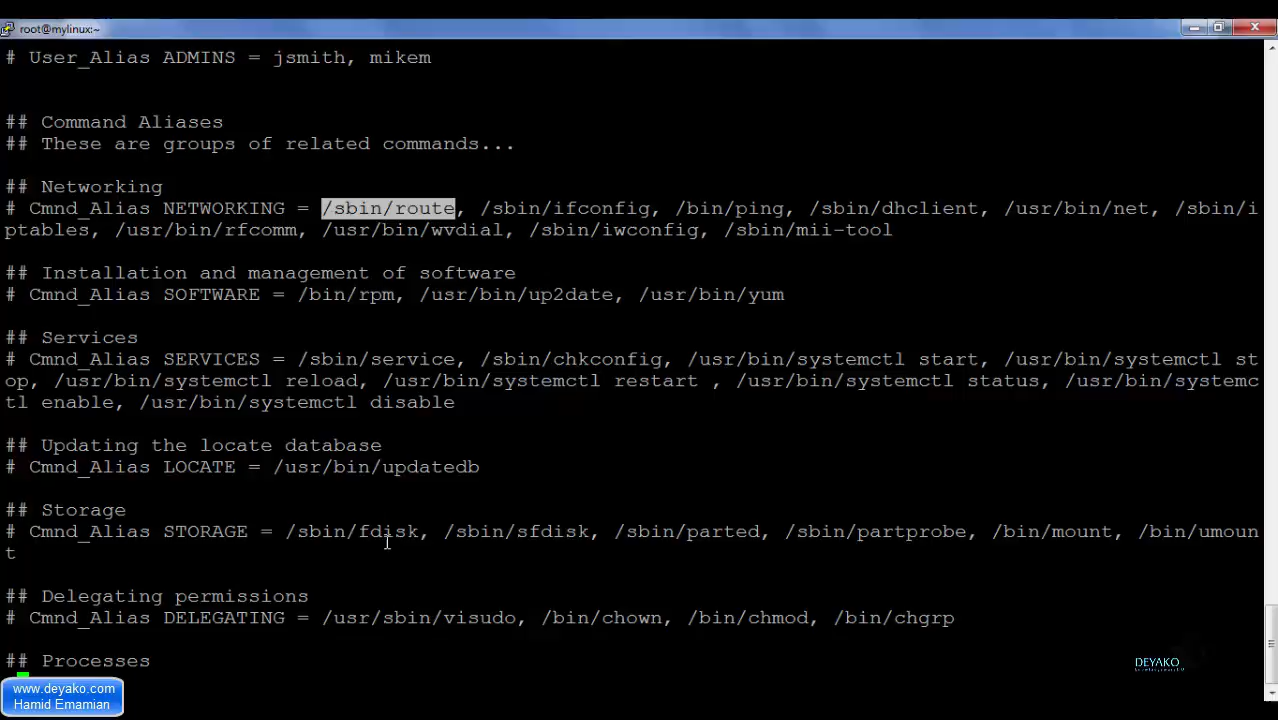 root@mylinux:~
# User_Alias ADMINS = jsmith, mikem
## Command Aliases
## These are groups of related commands...
## Networking
# Cmnd_Alias NETWORKING = /sbin/route, /sbin/ifconfig, /bin/ping, /sbin/dhclient, /usr/bin/net, /sbin/i
ptables, /usr/bin/rfcomm, /usr/bin/wvdial, /sbin/iwconfig, /sbin/mii-tool
## Installation and management of software
# Cmnd_Alias SOFTWARE = /bin/rpm, /usr/bin/up2date, /usr/bin/yum
## Services
# Cmnd_Alias SERVICES = /sbin/service, /sbin/chkconfig, /usr/bin/systemctl start, /usr/bin/systemctl st
op, /usr/bin/systemctl reload, /usr/bin/systemctl restart , /usr/bin/systemctl status, /usr/bin/systemc
tl enable, /usr/bin/systemctl disable
## Updating the locate database
# Cmnd_Alias LOCATE = /usr/bin/updatedb
## Storage
# Cmnd_Alias STORAGE = /sbin/fdisk, /sbin/sfdisk, /sbin/parted, /sbin/partprobe, /bin/mount, /bin/umoun
t
## Delegating permissions
# Cmnd_Alias DELEGATING = /usr/sbin/visudo, /bin/chown, /bin/chmod, /bin/chgrp
## Processes
DEYAKO
www.deyako.com
Hamid Emamian